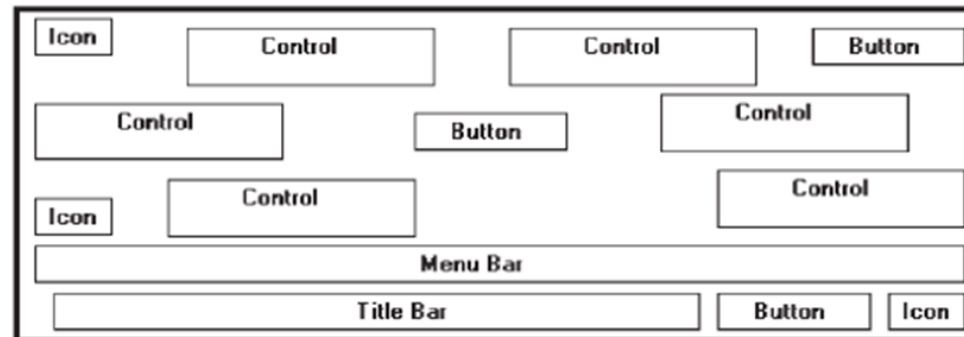 Icon Control Control Button
Control Button Control
Icon Control Control
Menu Bar
Title Bar Button Icon